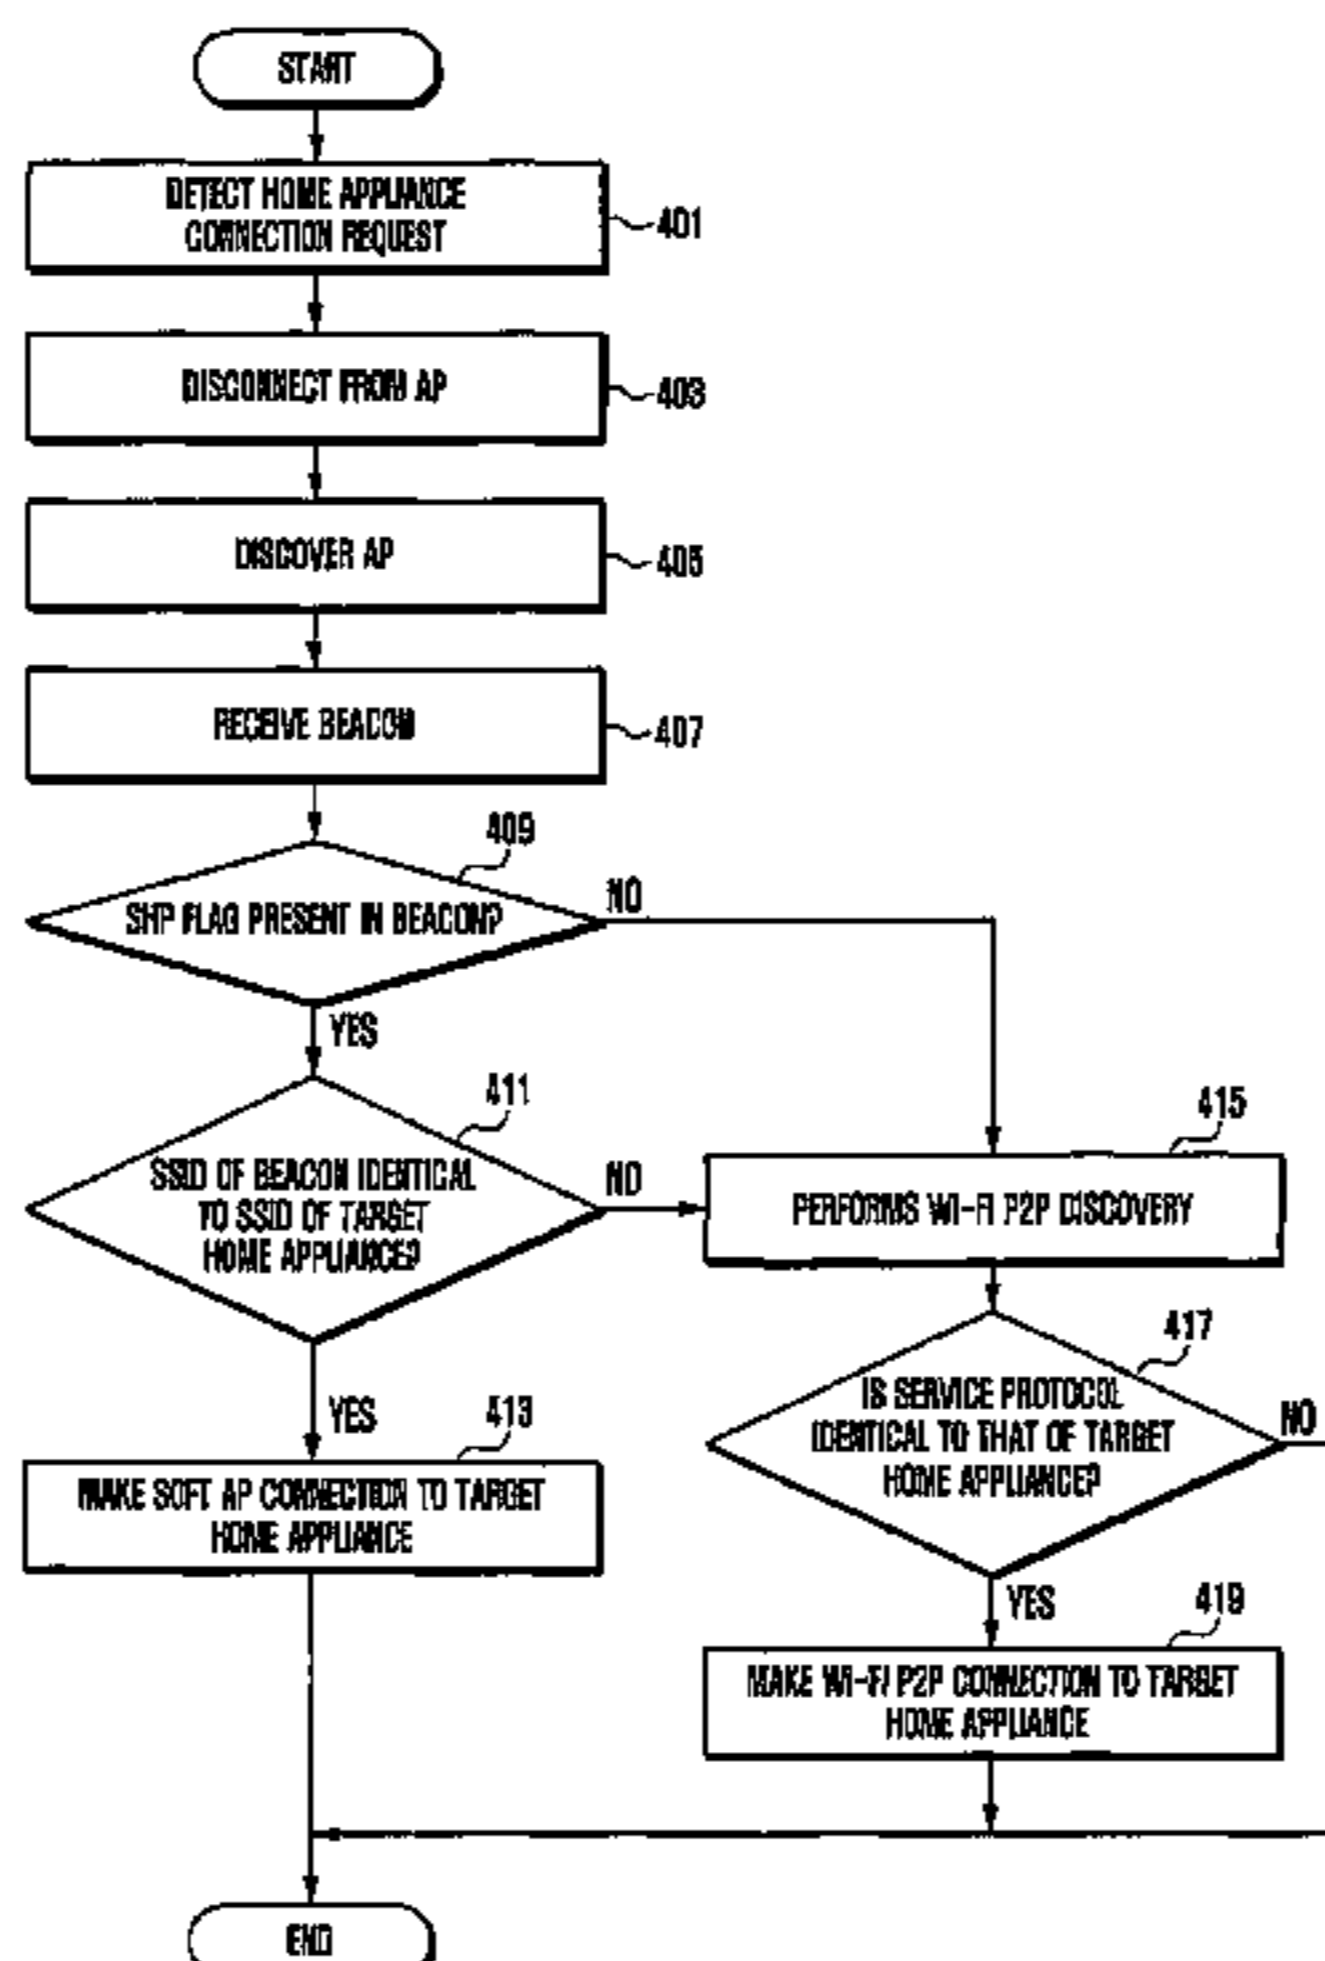 START
DETECT HOME APPLIANCE
CONNECTION REQUEST
401
DISCONNECT FROM AP
403
DISCOVER AP
405
RECEIVE BEACON
407
409
SHP FLAG PRESENT IN BEACON?
NO
YES
411
SSID OF BEACON IDENTICAL
TO SSID OF TARGET
HOME APPLIANCE?
NO
YES
413
MAKE SOFT AP CONNECTION TO TARGET
HOME APPLIANCE
415
PERFORMS WI-FI P2P DISCOVERY
417
IS SERVICE PROTOCOL
IDENTICAL TO THAT OF TARGET
HOME APPLIANCE?
NO
YES
419
MAKE WI-FI P2P CONNECTION TO TARGET
HOME APPLIANCE
END